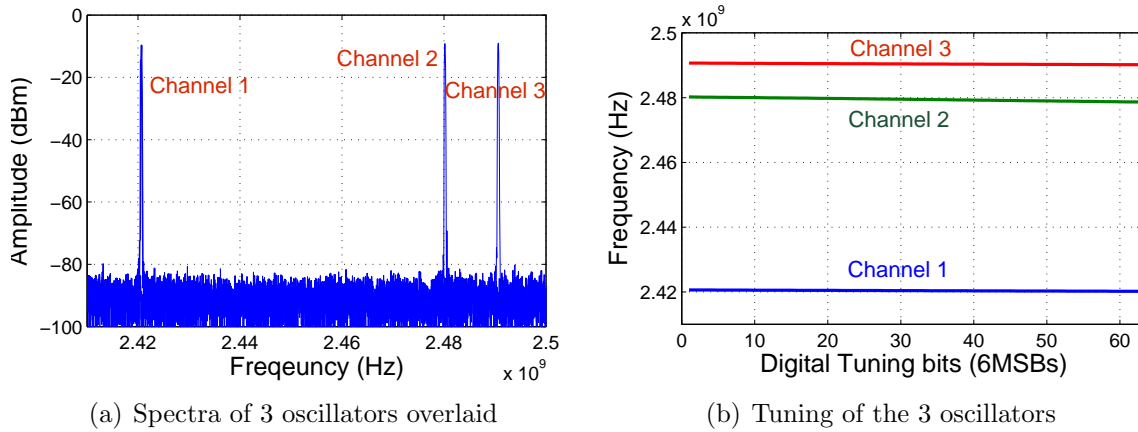 0
−20
−40
−60
−80
−100
Amplitude (dBm)
Channel 1
Channel 2
Channel 3
2.42
2.44
2.46
2.48
2.5
Freqeuncy (Hz)
x 10^9
(a) Spectra of 3 oscillators overlaid
x 10^9
2.5
2.48
2.46
2.44
2.42
Frequency (Hz)
Channel 3
Channel 2
Channel 1
0
10
20
30
40
50
60
Digital Tuning bits (6MSBs)
(b) Tuning of the 3 oscillators